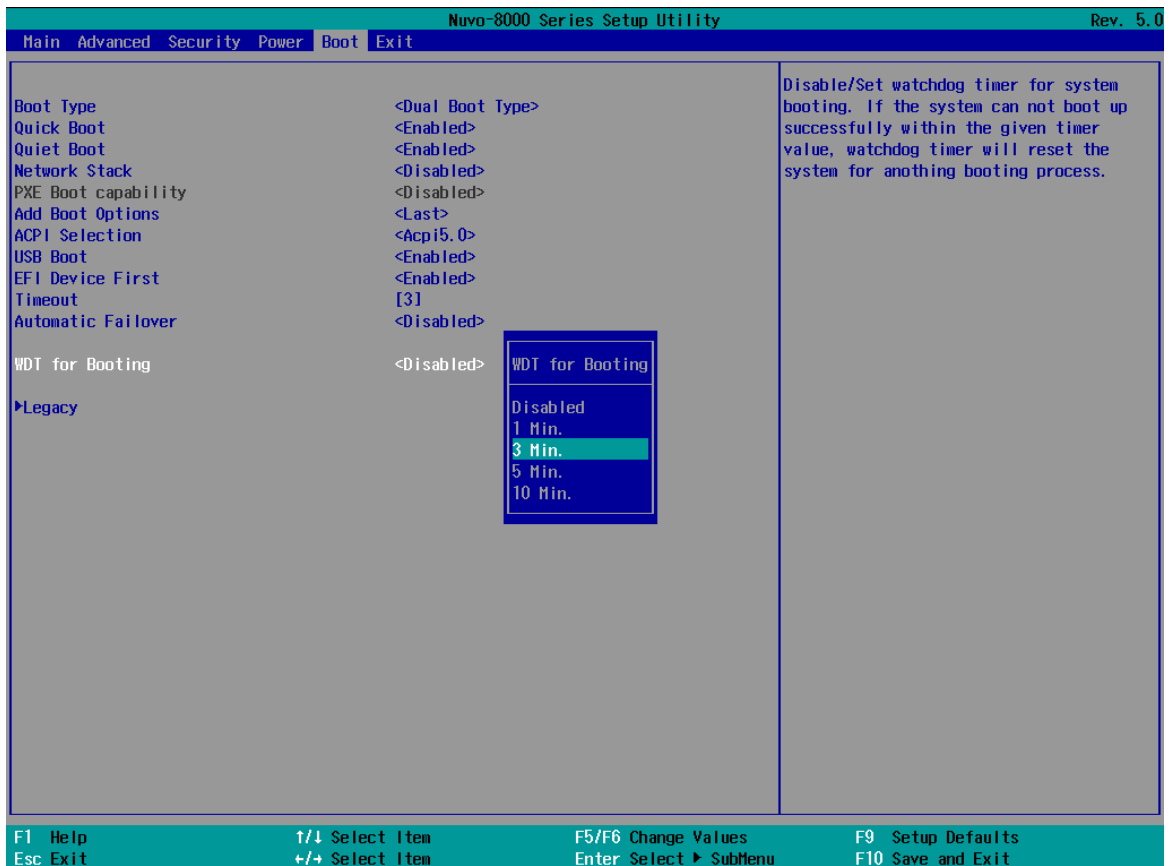 Nuvo-8000 Series Setup Utility Rev. 5.0
Main Advanced Security Power Boot Exit
Boot Type <Dual Boot Type>
Quick Boot <Enabled>
Quiet Boot <Enabled>
Network Stack <Disabled>
PXE Boot capability <Disabled>
Add Boot Options <Last>
ACPI Selection <Acpi5.0>
USB Boot <Enabled>
EFI Device First <Enabled>
Timeout [3]
Automatic Failover <Disabled>
WDT for Booting <Disabled>
▶Legacy
WDT for Booting
Disabled
1 Min.
3 Min.
5 Min.
10 Min.
Disable/Set watchdog timer for system
booting. If the system can not boot up
successfully within the given timer
value, watchdog timer will reset the
system for anothing booting process.
F1 Help ↑/↓ Select Item F5/F6 Change Values F9 Setup Defaults
Esc Exit ←/→ Select Item Enter Select ▶ SubMenu F10 Save and Exit